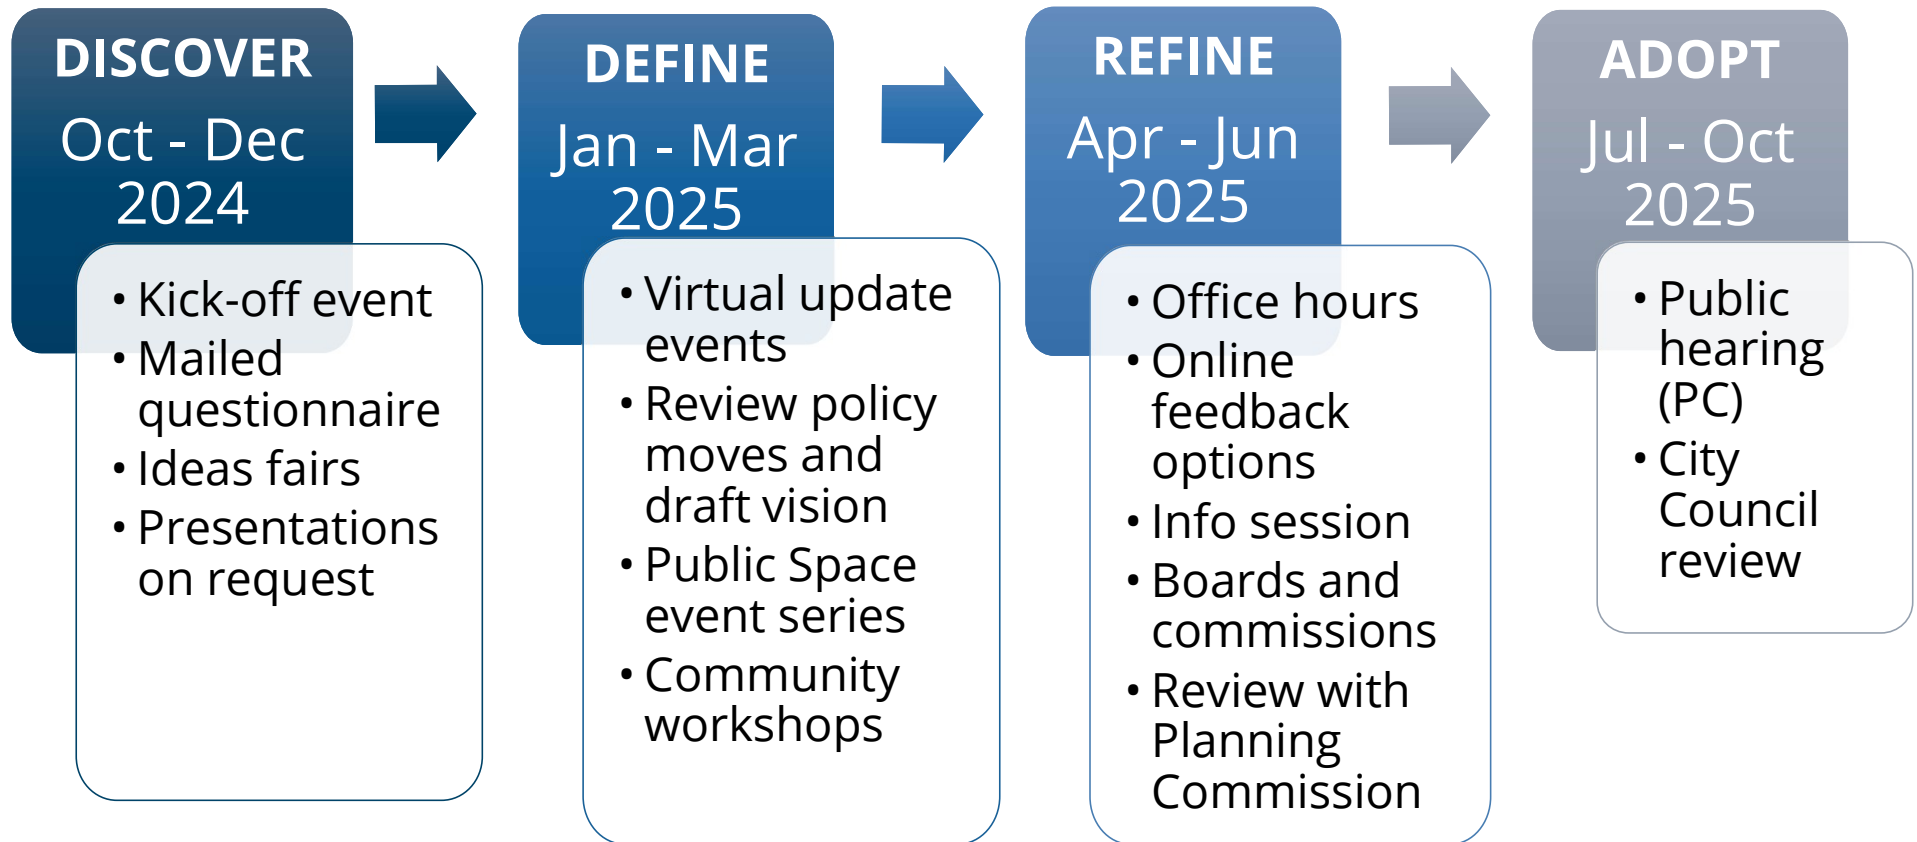 DISCOVER
Oct - Dec
2024
• Kick-off event
• Mailed
questionnaire
• Ideas fairs
• Presentations
on request
DEFINE
Jan - Mar
2025
• Virtual update
events
• Review policy
moves and
draft vision
• Public Space
event series
• Community
workshops
REFINE
Apr - Jun
2025
• Office hours
• Online
feedback
options
• Info session
• Boards and
commissions
• Review with
Planning
Commission
ADOPT
Jul - Oct
2025
• Public
hearing
(PC)
• City
Council
review